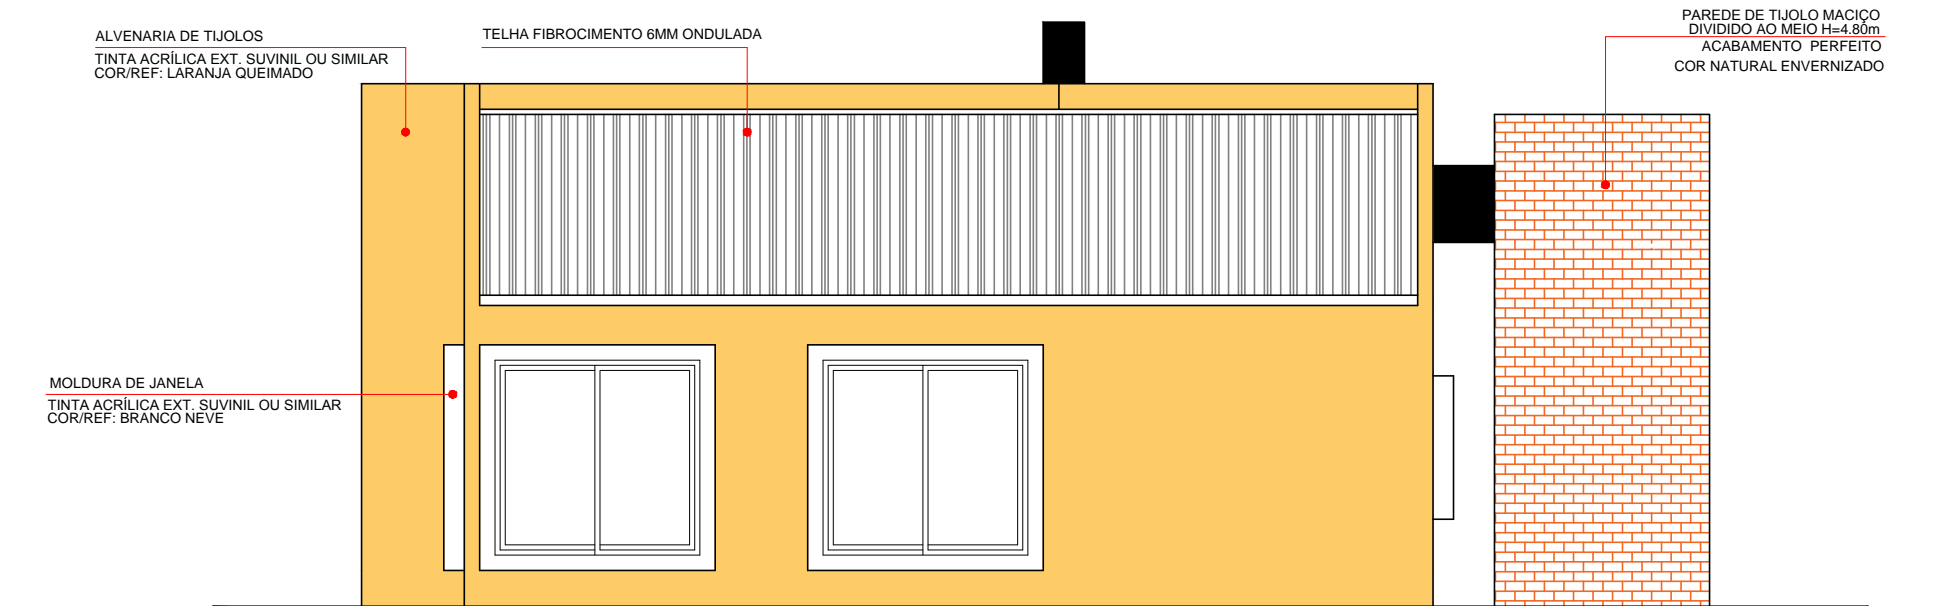 ALVENARIA DE TIJOLOS
TINTA ACRÍLICA EXT. SUVINIL OU SIMILAR
COR/REF: LARANJA QUEIMADO
TELHA FIBROCIMENTO 6MM ONDULADA
PAREDE DE TIJOLO MACIÇO
DIVIDIDO AO MEIO H=4.80m
ACABAMENTO PERFEITO
COR NATURAL ENVERNIZADO
MOLDURA DE JANELA
TINTA ACRÍLICA EXT. SUVINIL OU SIMILAR
COR/REF: BRANCO NEVE